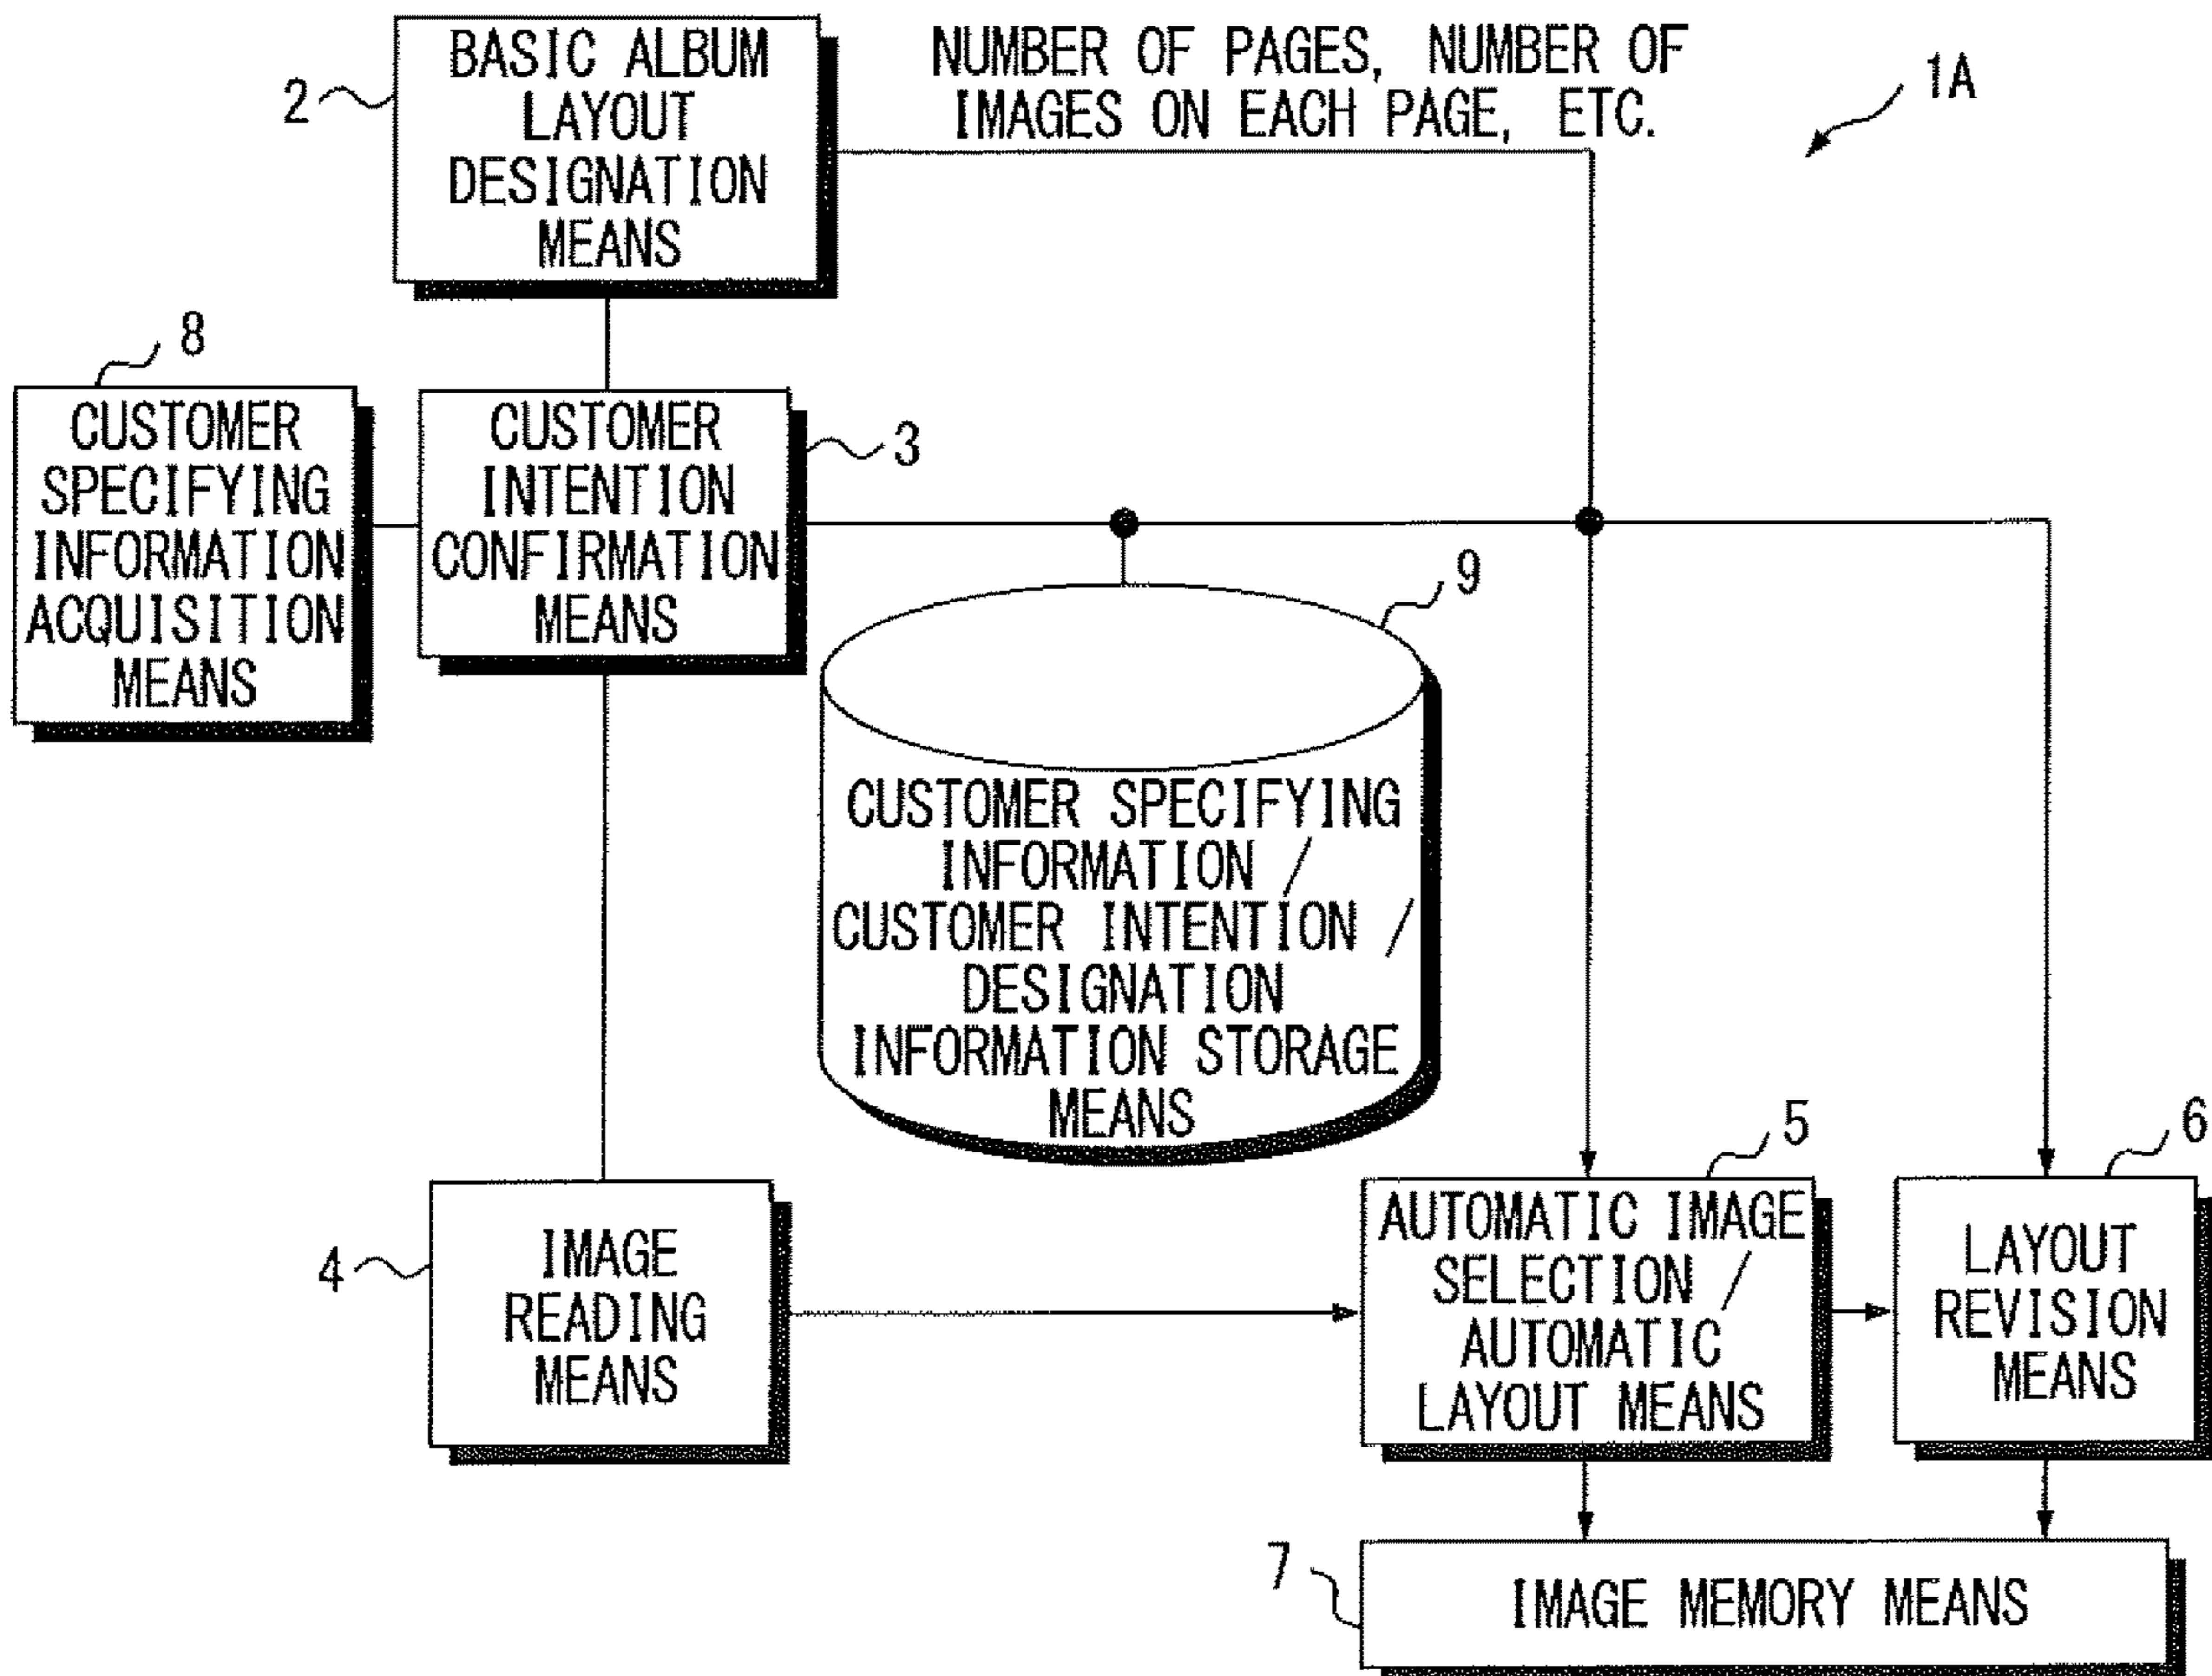 BASIC ALBUM
LAYOUT
DESIGNATION
MEANS
2
NUMBER OF PAGES, NUMBER OF
IMAGES ON EACH PAGE, ETC.
1A
8
CUSTOMER
SPECIFYING
INFORMATION
ACQUISITION
MEANS
CUSTOMER
INTENTION
CONFIRMATION
MEANS
3
9
CUSTOMER SPECIFYING
INFORMATION /
CUSTOMER INTENTION /
DESIGNATION
INFORMATION STORAGE
MEANS
4
IMAGE
READING
MEANS
5
AUTOMATIC IMAGE
SELECTION /
AUTOMATIC
LAYOUT MEANS
6
LAYOUT
REVISION
MEANS
7
IMAGE MEMORY MEANS